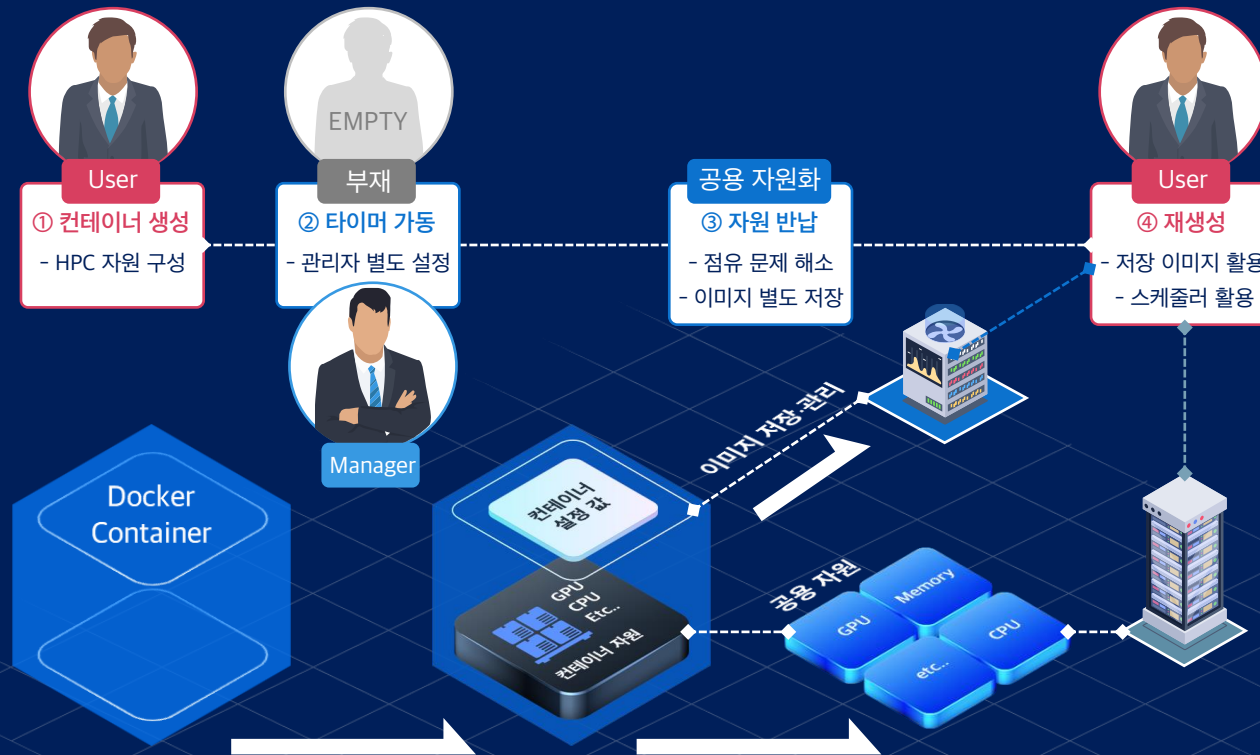 User
① 컨테이너 생성
- HPC 자원 구성
EMPTY
부재
② 타이머 가동
- 관리자 별도 설정
Manager
공용 자원화
③ 자원 반납
- 점유 문제 해소
- 이미지 별도 저장
User
④ 재생성
- 저장 이미지 활용
- 스케줄러 활용
Docker
Container
컨테이너
설정 값
GPU
CPU
Etc..
컨테이너 자원
이미지 저장·관리
공용 자원
Memory
GPU
CPU
etc..